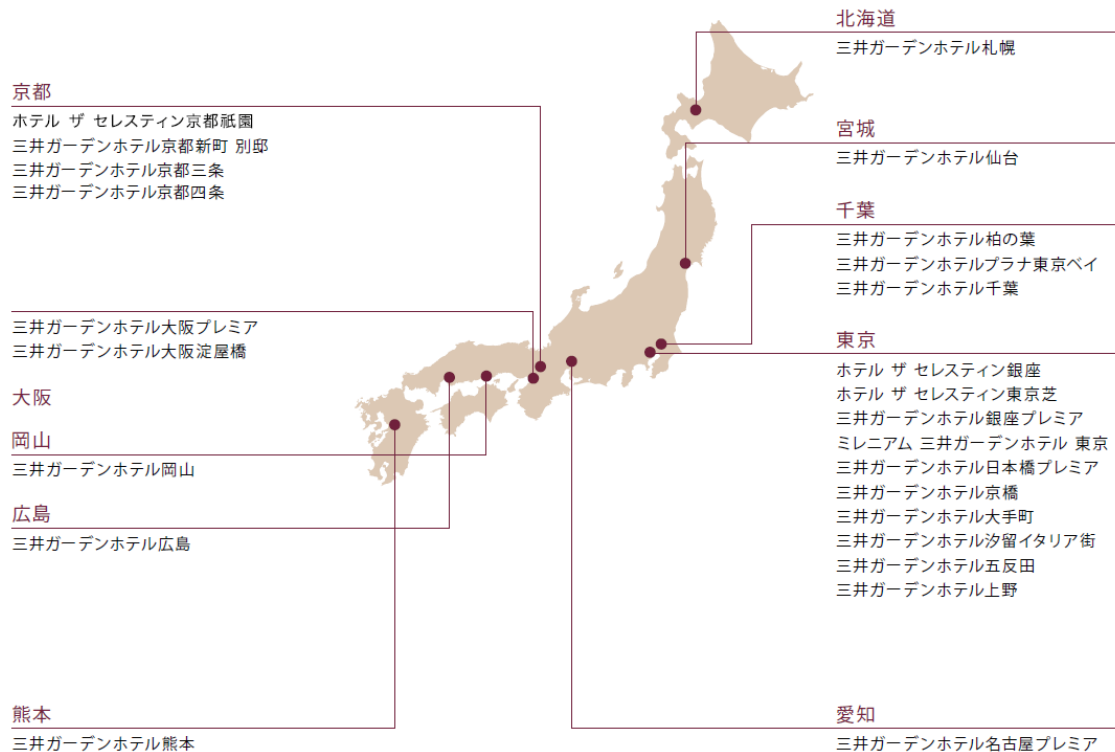 京都
ホテル ザ セレスティン京都祇園
三井ガーデンホテル京都新町 別邸
三井ガーデンホテル京都三条
三井ガーデンホテル京都四条
三井ガーデンホテル大阪プレミア
三井ガーデンホテル大阪淀屋橋
大阪
岡山
三井ガーデンホテル岡山
広島
三井ガーデンホテル広島
熊本
三井ガーデンホテル熊本
北海道
三井ガーデンホテル札幌
宮城
三井ガーデンホテル仙台
千葉
三井ガーデンホテル柏の葉
三井ガーデンホテルプラナ東京ベイ
三井ガーデンホテル千葉
東京
ホテル ザ セレスティン銀座
ホテル ザ セレスティン東京芝
三井ガーデンホテル銀座プレミア
ミレニアム 三井ガーデンホテル 東京
三井ガーデンホテル日本橋プレミア
三井ガーデンホテル京橋
三井ガーデンホテル大手町
三井ガーデンホテル汐留イタリア街
三井ガーデンホテル五反田
三井ガーデンホテル上野
愛知
三井ガーデンホテル名古屋プレミア